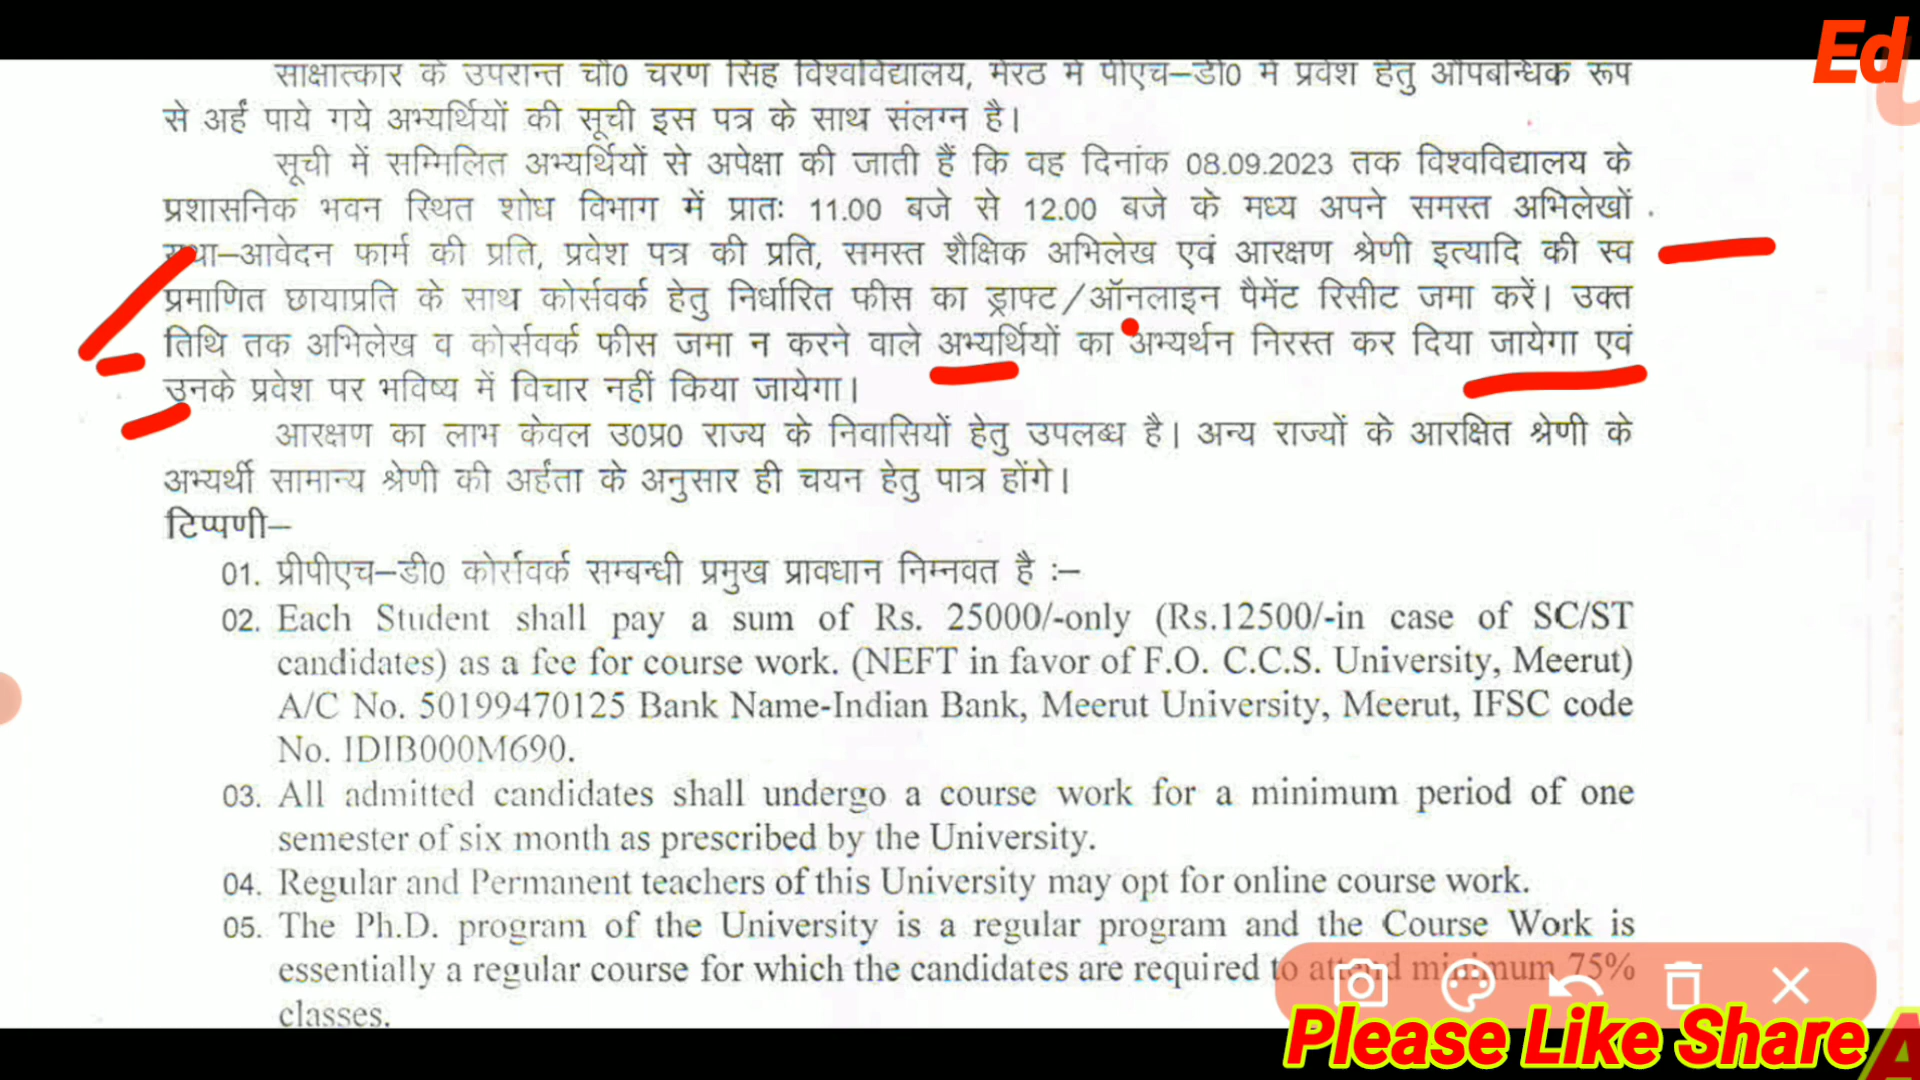 Ed
साक्षात्कार के उपरान्त चौ0 चरण सिंह विश्वविद्यालय, मेरठ में पीएच–डी0 में प्रवेश हेतु औपबन्धिक रूप
से अर्ह पाये गये अभ्यर्थियों की सूची इस पत्र के साथ संलग्न है।
सूची में सम्मिलित अभ्यर्थियों से अपेक्षा की जाती हैं कि वह दिनांक 08.09.2023 तक विश्वविद्यालय के
प्रशासनिक भवन स्थित शोध विभाग में प्रातः 11.00 बजे से 12.00 बजे के मध्य अपने समस्त अभिलेखों
यथा–आवेदन फार्म की प्रति, प्रवेश पत्र की प्रति, समस्त शैक्षिक अभिलेख एवं आरक्षण श्रेणी इत्यादि की स्व
प्रमाणित छायाप्रति के साथ कोर्सवर्क हेतु निर्धारित फीस का ड्राफ्ट/ऑनलाइन पैमेंट रिसीट जमा करें। उक्त
तिथि तक अभिलेख व कोर्सवर्क फीस जमा न करने वाले अभ्यर्थियों का अभ्यर्थन निरस्त कर दिया जायेगा एवं
उनके प्रवेश पर भविष्य में विचार नहीं किया जायेगा।
आरक्षण का लाभ केवल उ0प्र0 राज्य के निवासियों हेतु उपलब्ध है। अन्य राज्यों के आरक्षित श्रेणी के
अभ्यर्थी सामान्य श्रेणी की अर्हता के अनुसार ही चयन हेतु पात्र होंगे।
टिप्पणी–
01. प्रीपीएच–डी0 कोर्सवर्क सम्बन्धी प्रमुख प्रावधान निम्नवत है :–
02. Each Student shall pay a sum of Rs. 25000/-only (Rs.12500/-in case of SC/ST
candidates) as a fee for course work. (NEFT in favor of F.O. C.C.S. University, Meerut)
A/C No. 50199470125 Bank Name-Indian Bank, Meerut University, Meerut, IFSC code
No. IDIB000M690.
03. All admitted candidates shall undergo a course work for a minimum period of one
semester of six month as prescribed by the University.
04. Regular and Permanent teachers of this University may opt for online course work.
05. The Ph.D. program of the University is a regular program and the Course Work is
essentially a regular course for which the candidates are required to attend minimum 75%
classes.
Please Like Share A